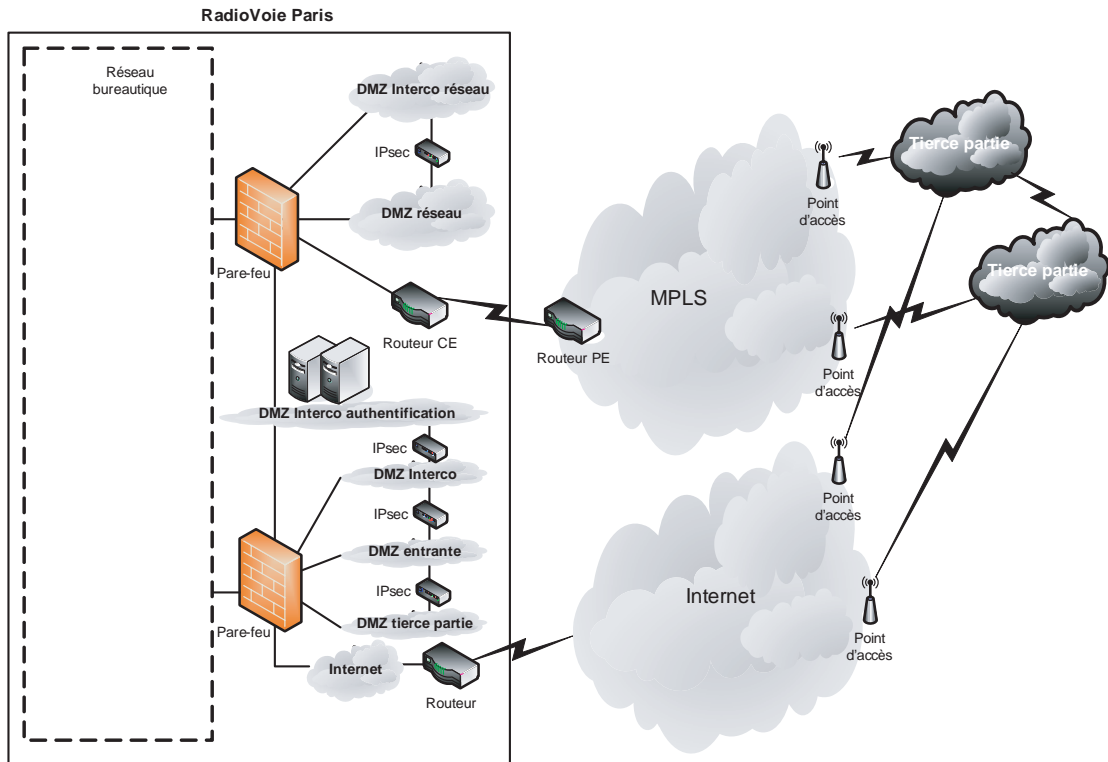 RadioVoie Paris
Réseau
bureautique
DMZ Interco réseau
IPsec
DMZ réseau
Pare-feu
Routeur CE
Routeur PE
MPLS
Point
d'accès
Tierce partie
Tierce partie
Point
d'accès
DMZ Interco authentification
IPsec
DMZ Interco
IPsec
DMZ entrante
IPsec
DMZ tierce partie
Pare-feu
Internet
Routeur
Internet
Point
d'accès
Point
d'accès